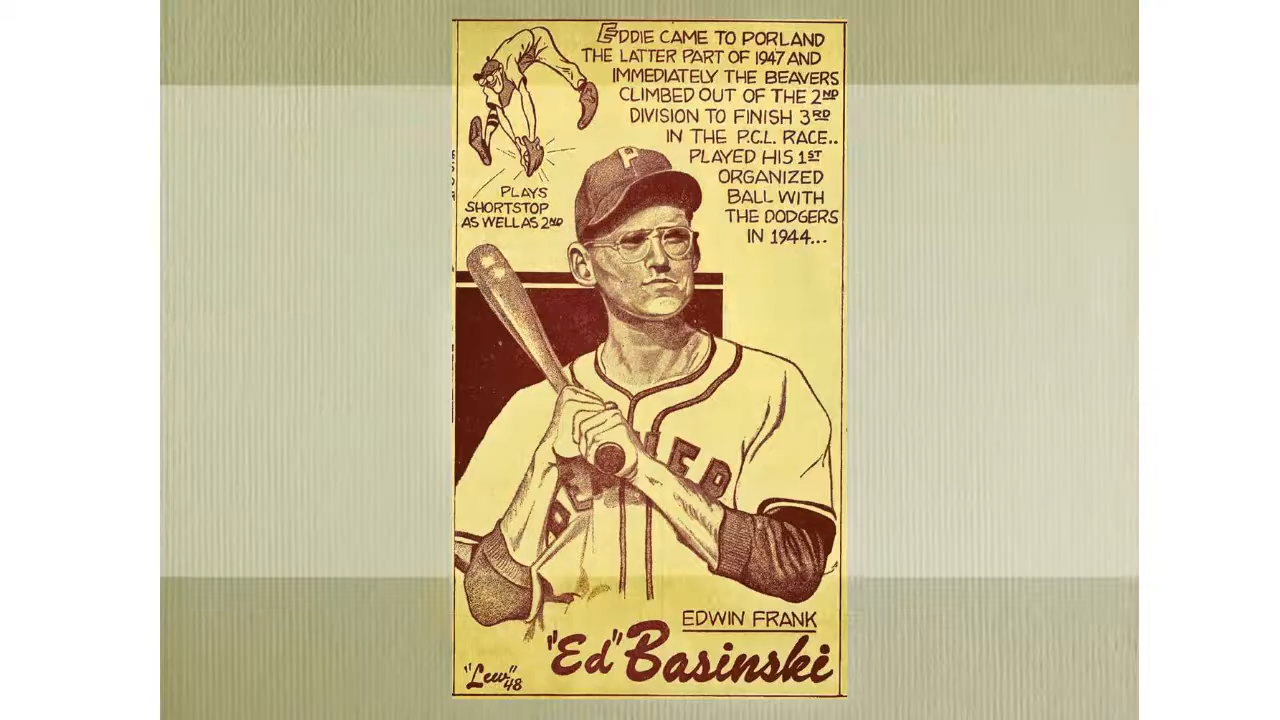 EDDIE CAME TO PORLAND
THE LATTER PART OF 1947 AND
IMMEDIATELY THE BEAVERS
CLIMBED OUT OF THE 2ND
DIVISION TO FINISH 3RD
IN THE P.C.L. RACE..
PLAYED HIS 1ST
ORGANIZED
BALL WITH
THE DODGERS
IN 1944...
PLAYS
SHORTSTOP
AS WELL AS 2ND
P
EDWIN FRANK
"Ed" Basinski
"Lew"
48